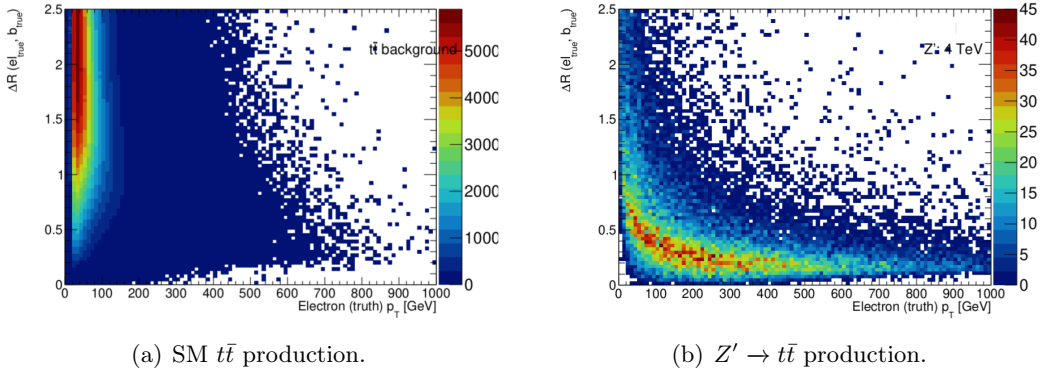 ΔR (el_true, b_true)
2.5
2
1.5
1
0.5
0
tt̄ background
5000
4000
3000
2000
1000
0
0 100 200 300 400 500 600 700 800 900 1000
Electron (truth) p_T [GeV]
(a) SM tt̄ production.
ΔR (el_true, b_true)
2.5
2
1.5
1
0.5
0
Z': 4 TeV
45
40
35
30
25
20
15
10
5
0
0 100 200 300 400 500 600 700 800 900 1000
Electron (truth) p_T [GeV]
(b) Z′ → tt̄ production.